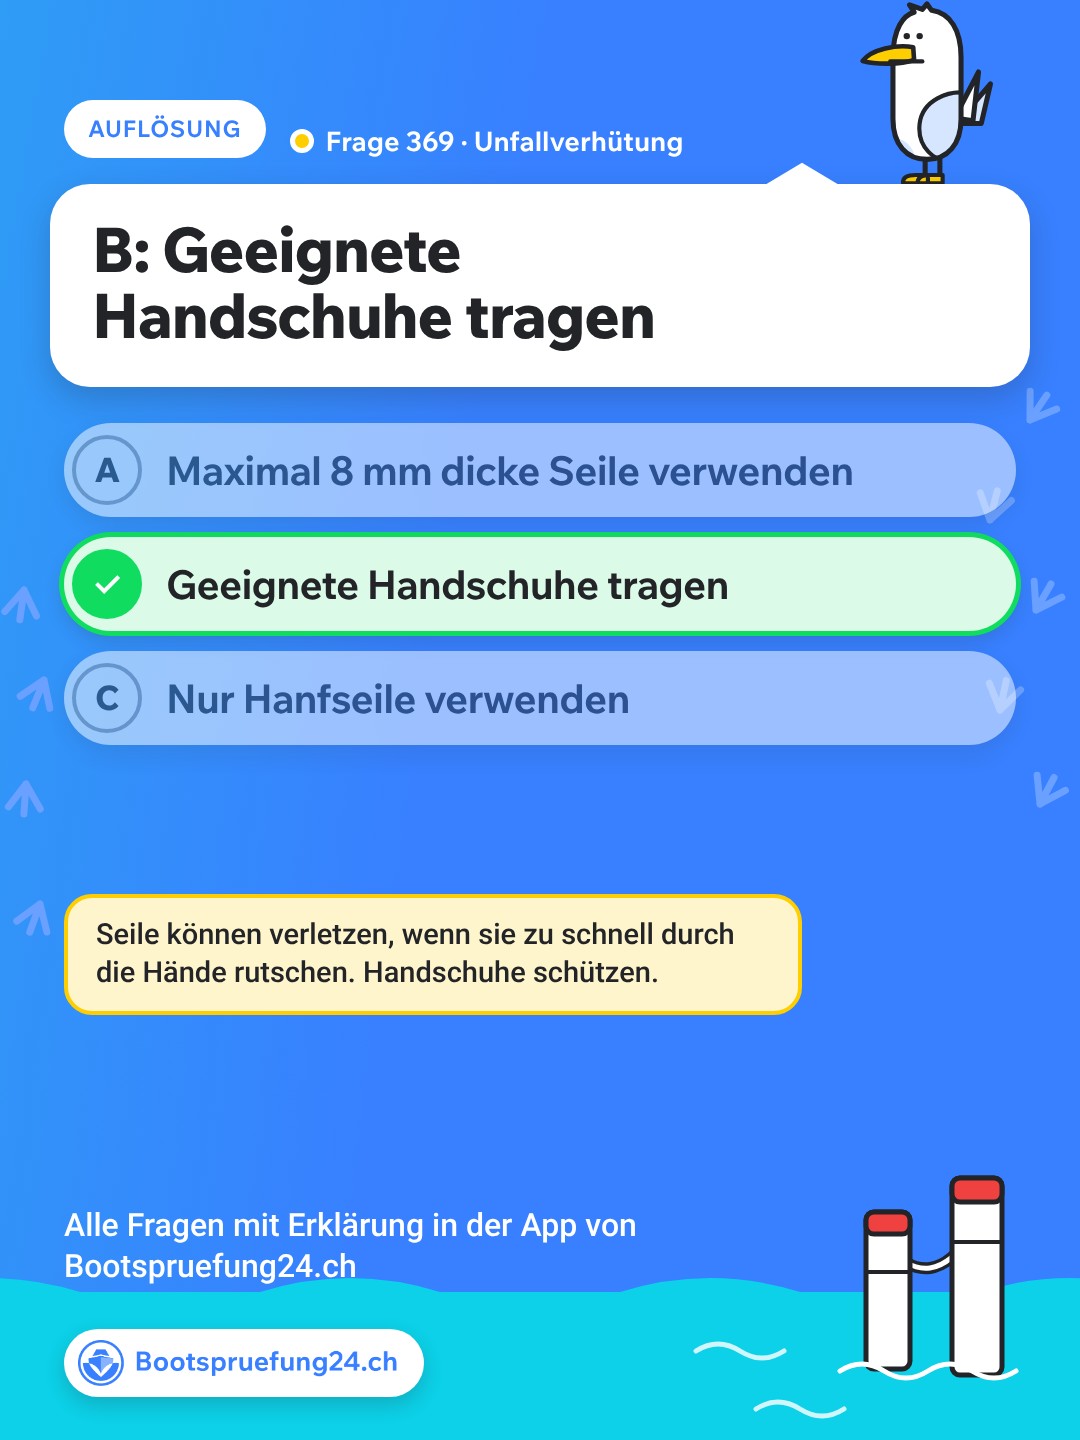 AUFLÖSUNG
Frage 369 · Unfallverhütung
B: Geeignete
Handschuhe tragen
A Maximal 8 mm dicke Seile verwenden
Geeignete Handschuhe tragen
C Nur Hanfseile verwenden
Seile können verletzen, wenn sie zu schnell durch
die Hände rutschen. Handschuhe schützen.
Alle Fragen mit Erklärung in der App von
Bootspruefung24.ch
Bootspruefung24.ch